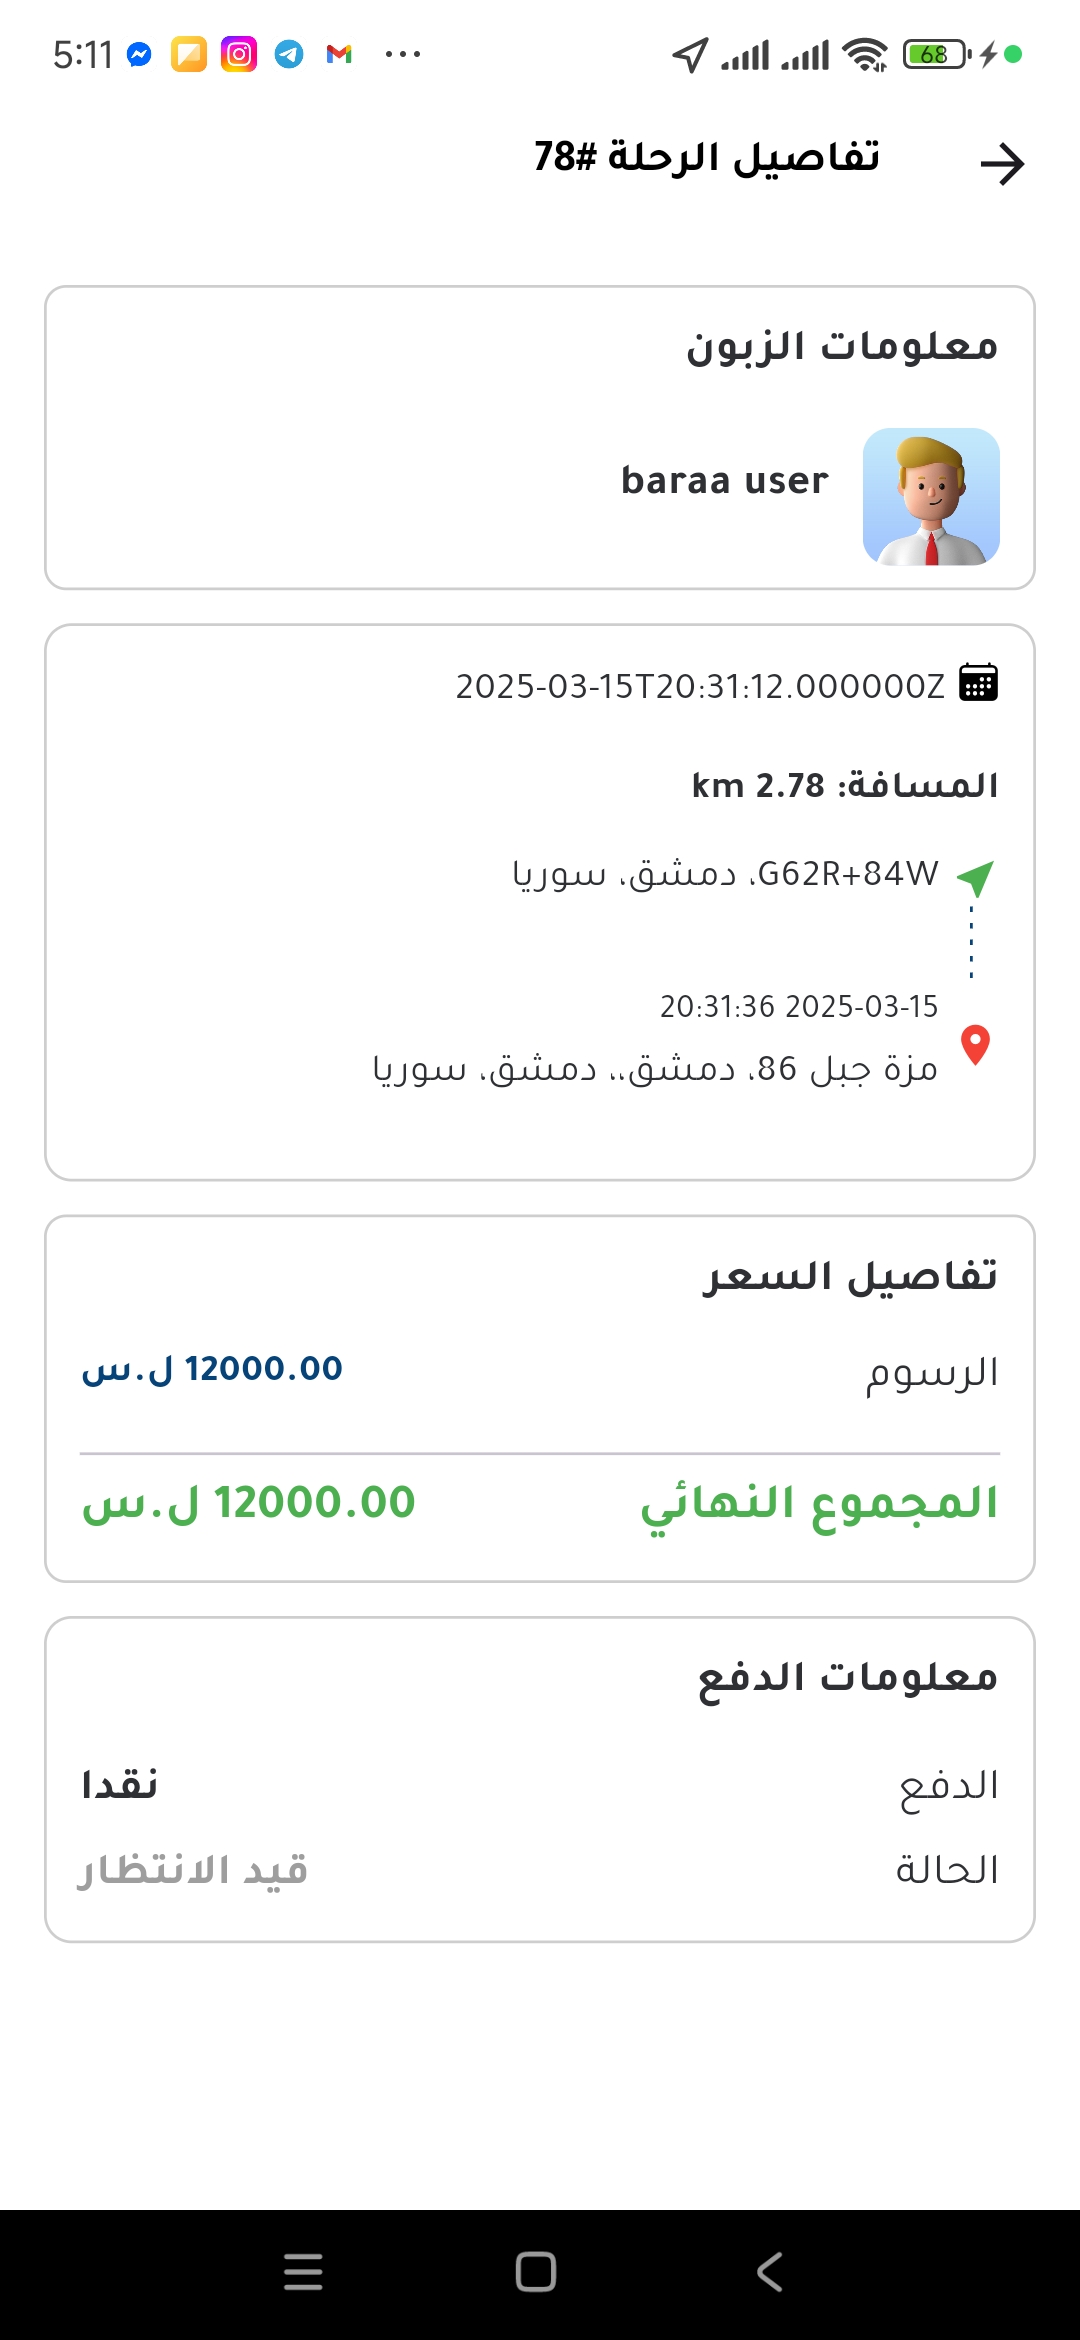 5:11
68
تفاصيل الرحلة #78
معلومات الزبون
baraa user
2025-03-15T20:31:12.000000Z
المسافة: 2.78 km
G62R+84W، دمشق، سوريا
2025-03-15 20:31:36
مزة جبل 86، دمشق،، دمشق، سوريا
تفاصيل السعر
الرسوم 12000.00 ل.س
المجموع النهائي 12000.00 ل.س
معلومات الدفع
الدفع نقدا
الحالة قيد الانتظار